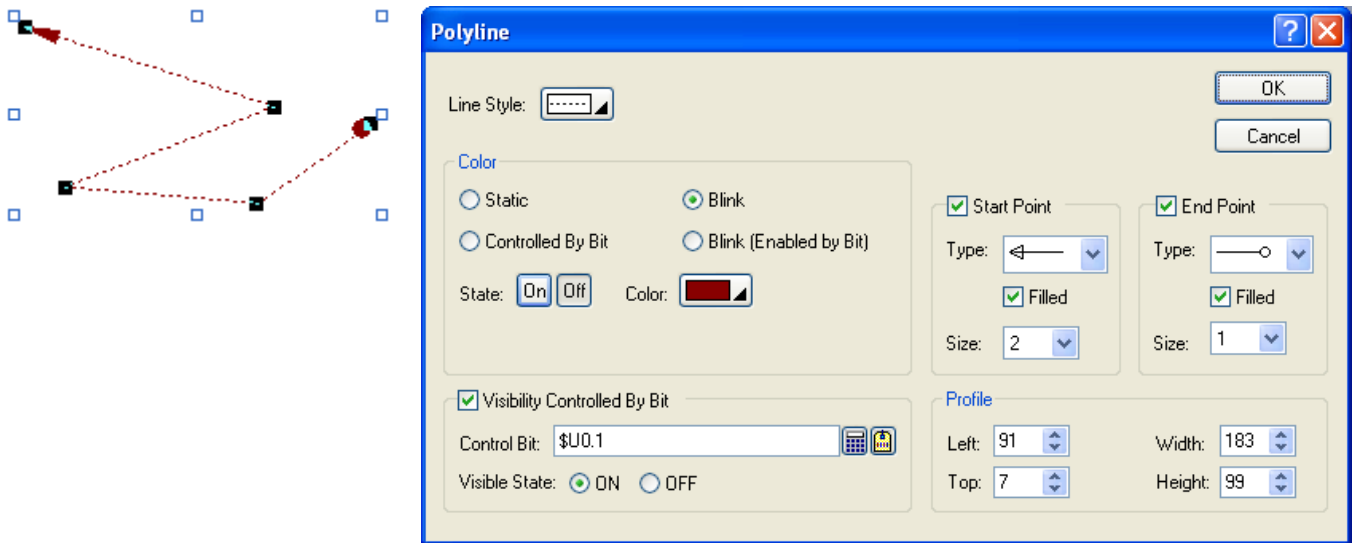 Polyline
Line Style:
OK
Cancel
Color
Static
Blink
Controlled By Bit
Blink (Enabled by Bit)
State: On Off Color:
Start Point
Type:
Filled
Size: 2
End Point
Type:
Filled
Size: 1
Visibility Controlled By Bit
Control Bit: $U0.1
Visible State: ON OFF
Profile
Left: 91 Width: 183
Top: 7 Height: 99